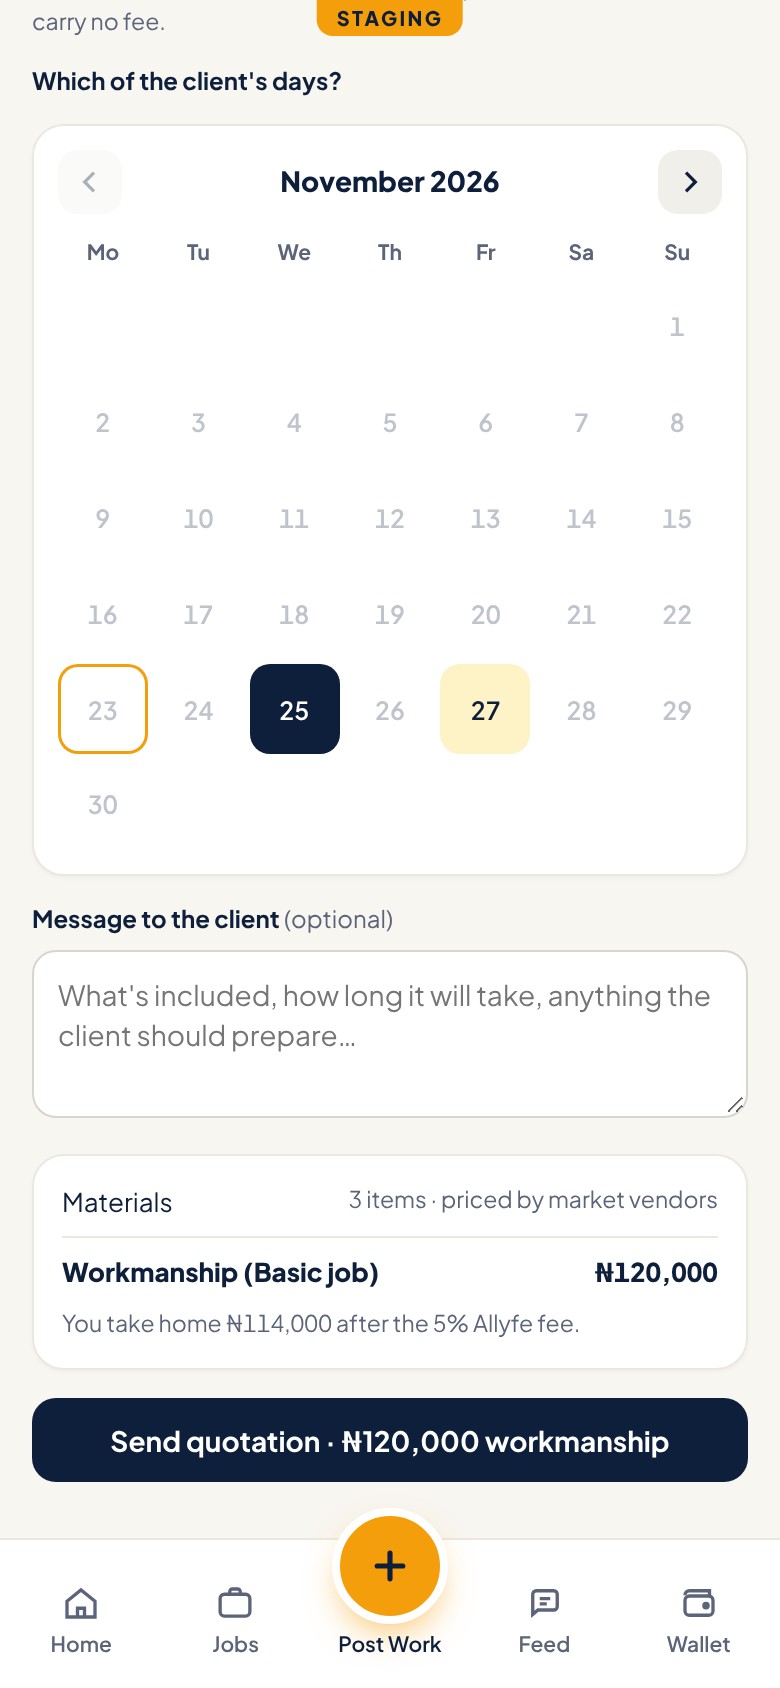 carry no fee.
STAGING
Which of the client's days?
November 2026
Mo Tu We Th Fr Sa Su
1
2 3 4 5 6 7 8
9 10 11 12 13 14 15
16 17 18 19 20 21 22
23 24 25 26 27 28 29
30
Message to the client (optional)
What's included, how long it will take, anything the
client should prepare…
Materials 3 items · priced by market vendors
Workmanship (Basic job) ₦120,000
You take home ₦114,000 after the 5% Allyfe fee.
Send quotation · ₦120,000 workmanship
Home Jobs Post Work Feed Wallet